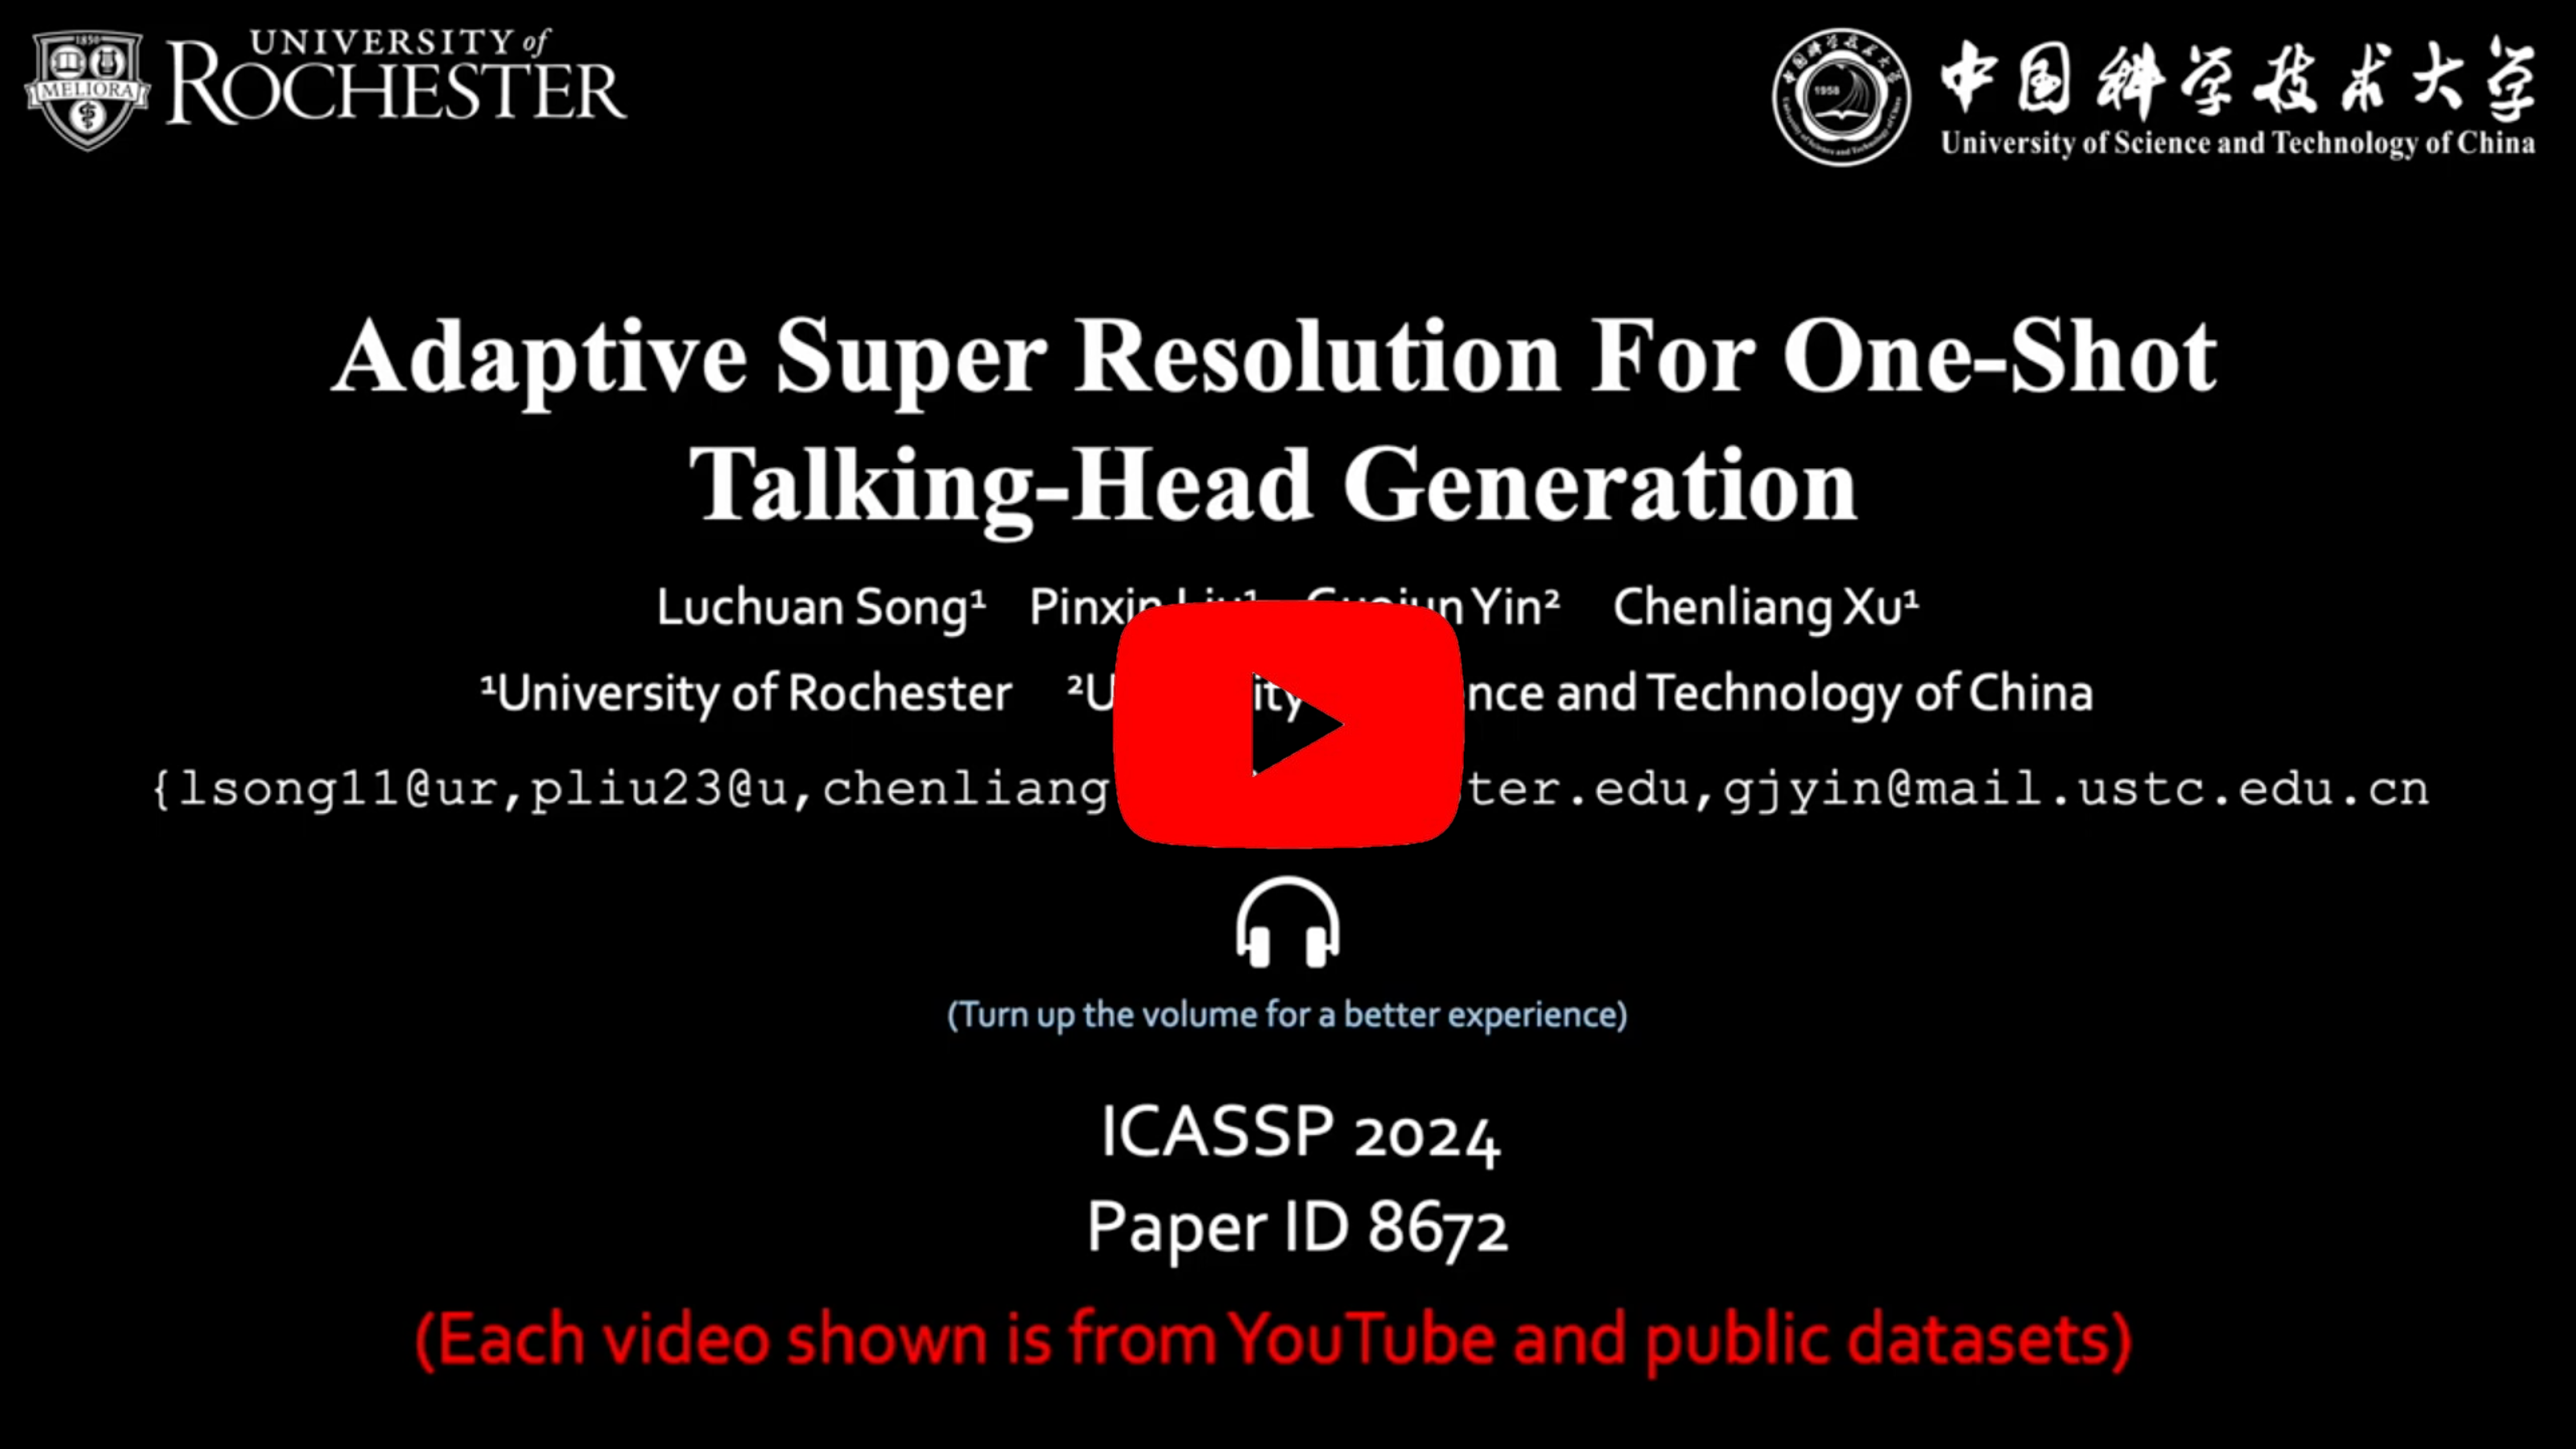 1850
MELIORA
UNIVERSITY of
ROCHESTER
1958
中国科学技术大学
University of Science and Technology of China
Adaptive Super Resolution For One-Shot
Talking-Head Generation
Luchuan Song¹ Pinxin Yin² Chenliang Xu¹
¹University of Rochester and Technology of China
{lsong11@ur,pliu23@u,chenliang ter.edu,gjyin@mail.ustc.edu.cn
(Turn up the volume for a better experience)
ICASSP 2024
Paper ID 8672
(Each video shown is from YouTube and public datasets)